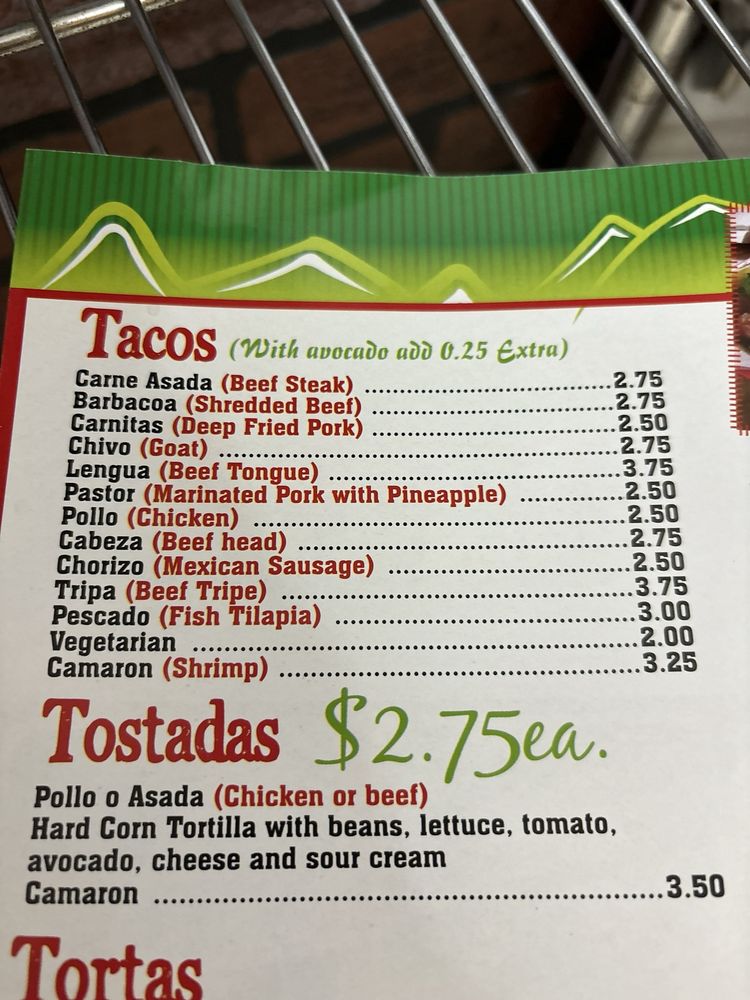 Tacos (With avocado add 0.25 Extra)
Carne Asada (Beef Steak) ..............................2.75
Barbacoa (Shredded Beef) ..............................2.75
Carnitas (Deep Fried Pork) ..............................2.50
Chivo (Goat) ..............................2.75
Lengua (Beef Tongue) ..............................3.75
Pastor (Marinated Pork with Pineapple) ............2.50
Pollo (Chicken) ..............................2.50
Cabeza (Beef head) ..............................2.75
Chorizo (Mexican Sausage) ..............................2.50
Tripa (Beef Tripe) ..............................3.75
Pescado (Fish Tilapia) ..............................3.00
Vegetarian ..............................2.00
Camaron (Shrimp) ..............................3.25
Tostadas $2.75ea.
Pollo o Asada (Chicken or beef)
Hard Corn Tortilla with beans, lettuce, tomato,
avocado, cheese and sour cream
Camaron ..............................3.50
Tortas